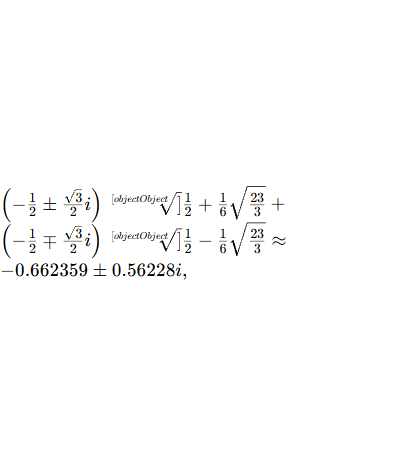 (−1/2 ± √3/2 i) [objectObject√]1/2 + 1/6 √23/3 +
(−1/2 ∓ √3/2 i) [objectObject√]1/2 − 1/6 √23/3 ≈
−0.662359 ± 0.56228i,